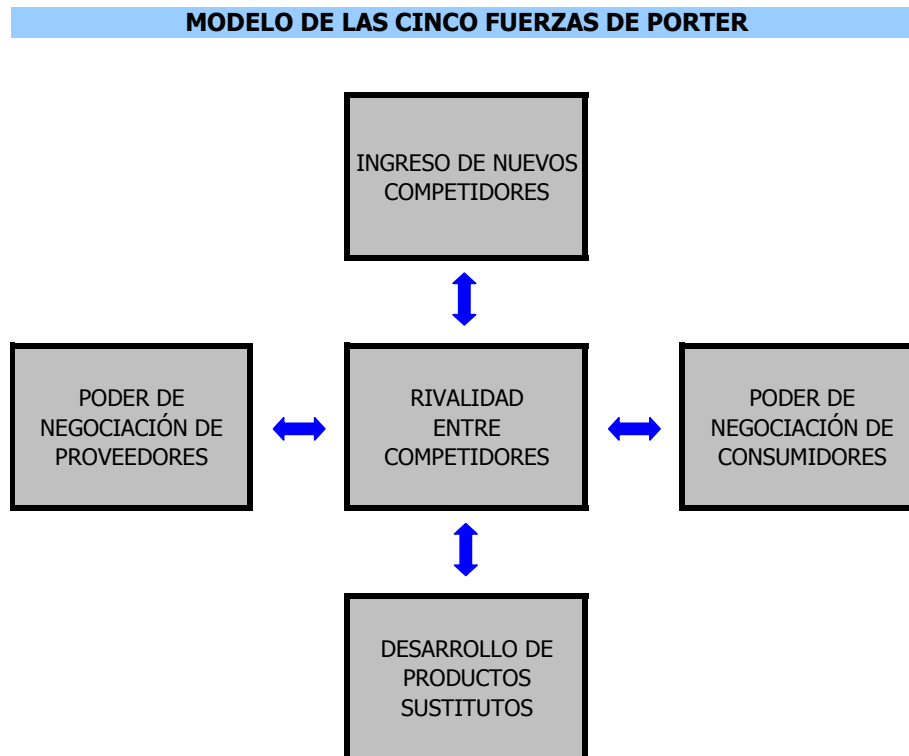 MODELO DE LAS CINCO FUERZAS DE PORTER
INGRESO DE NUEVOS
COMPETIDORES
PODER DE
NEGOCIACIÓN DE
PROVEEDORES
RIVALIDAD
ENTRE
COMPETIDORES
PODER DE
NEGOCIACIÓN DE
CONSUMIDORES
DESARROLLO DE
PRODUCTOS
SUSTITUTOS